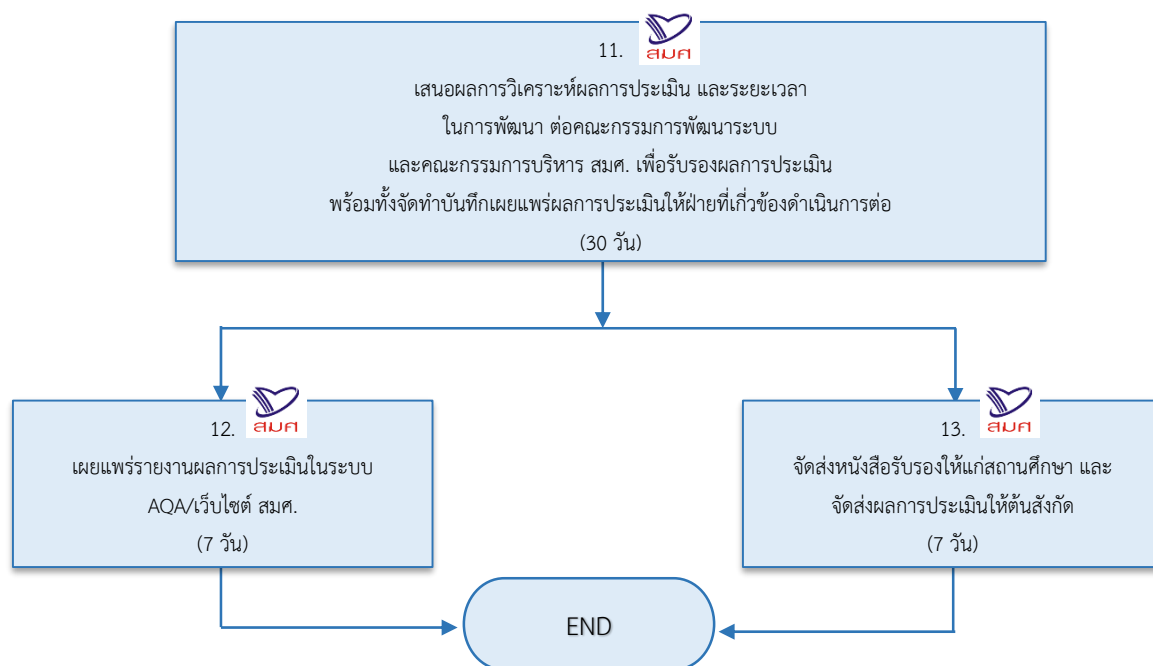 11. สมศ
เสนอผลการวิเคราะห์ผลการประเมิน และระยะเวลา
ในการพัฒนา ต่อคณะกรรมการพัฒนาระบบ
และคณะกรรมการบริหาร สมศ. เพื่อรับรองผลการประเมิน
พร้อมทั้งจัดทำบันทึกเผยแพร่ผลการประเมินให้ฝ่ายที่เกี่วข้องดำเนินการต่อ
(30 วัน)
12. สมศ
เผยแพร่รายงานผลการประเมินในระบบ
AQA/เว็บไซต์ สมศ.
(7 วัน)
13. สมศ
จัดส่งหนังสือรับรองให้แก่สถานศึกษา และ
จัดส่งผลการประเมินให้ต้นสังกัด
(7 วัน)
END